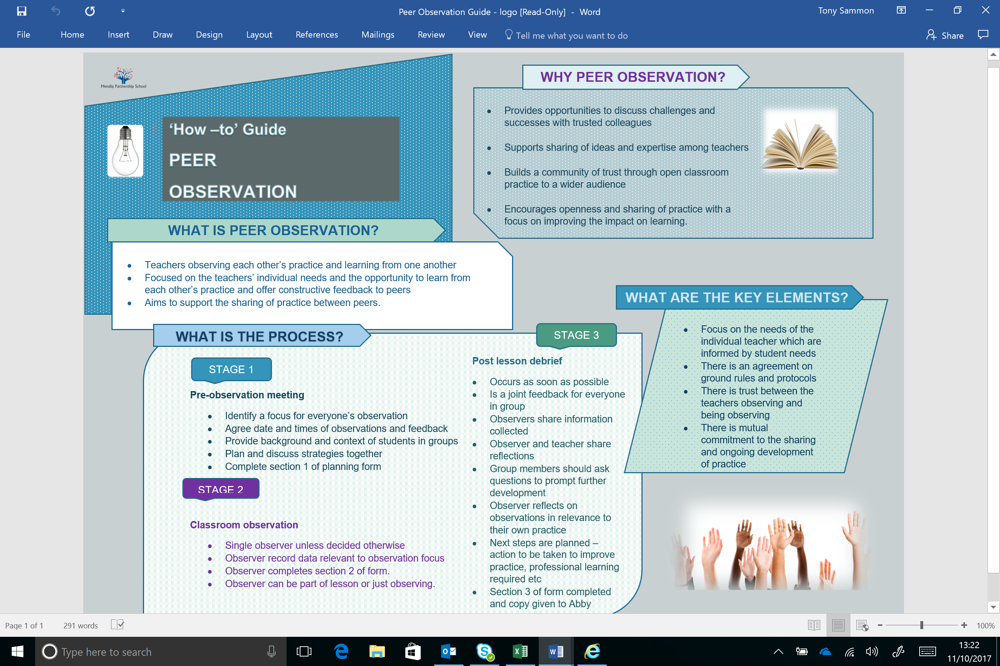 Peer Observation Guide - logo [Read-Only] - Word
Tony Sammon
File
Home
Insert
Draw
Design
Layout
References
Mailings
Review
View
Tell me what you want to do
Share
Mendip Partnership School
‘How –to’ Guide
PEER
OBSERVATION
WHAT IS PEER OBSERVATION?
Teachers observing each other’s practice and learning from one another
Focused on the teachers’ individual needs and the opportunity to learn from
each other’s practice and offer constructive feedback to peers
Aims to support the sharing of practice between peers.
WHY PEER OBSERVATION?
Provides opportunities to discuss challenges and
successes with trusted colleagues
Supports sharing of ideas and expertise among teachers
Builds a community of trust through open classroom
practice to a wider audience
Encourages openness and sharing of practice with a
focus on improving the impact on learning.
WHAT IS THE PROCESS?
STAGE 1
Pre-observation meeting
Identify a focus for everyone’s observation
Agree date and times of observations and feedback
Provide background and context of students in groups
Plan and discuss strategies together
Complete section 1 of planning form
STAGE 2
Classroom observation
Single observer unless decided otherwise
Observer record data relevant to observation focus
Observer completes section 2 of form.
Observer can be part of lesson or just observing.
STAGE 3
Post lesson debrief
Occurs as soon as possible
Is a joint feedback for everyone
in group
Observers share information
collected
Observer and teacher share
reflections
Group members should ask
questions to prompt further
development
Observer reflects on
observations in relevance to
their own practice
Next steps are planned –
action to be taken to improve
practice, professional learning
required etc
Section 3 of form completed
and copy given to Abby
WHAT ARE THE KEY ELEMENTS?
Focus on the needs of the
individual teacher which are
informed by student needs
There is an agreement on
ground rules and protocols
There is trust between the
teachers observing and
being observing
There is mutual
commitment to the sharing
and ongoing development
of practice
Page 1 of 1
291 words
100%
Type here to search
13:22
11/10/2017